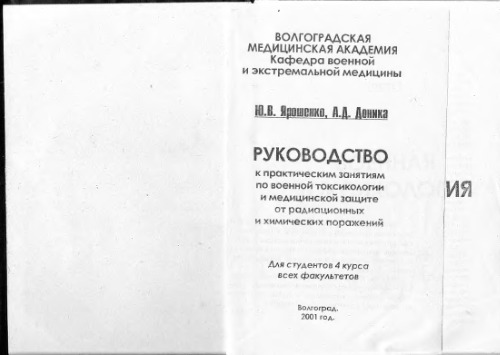 ВОЛГОГРАДСКАЯ
МЕДИЦИНСКАЯ АКАДЕМИЯ
Кафедра военной
и экстремальной медицины
Ю.В. Ярошенко, А.Д. Доника
РУКОВОДСТВО
к практическим занятиям
по военной токсикологии
и медицинской защите
от радиационных
и химических поражений
ИЯ
Для студентов 4 курса
всех факультетов
Волгоград,
2001 год.